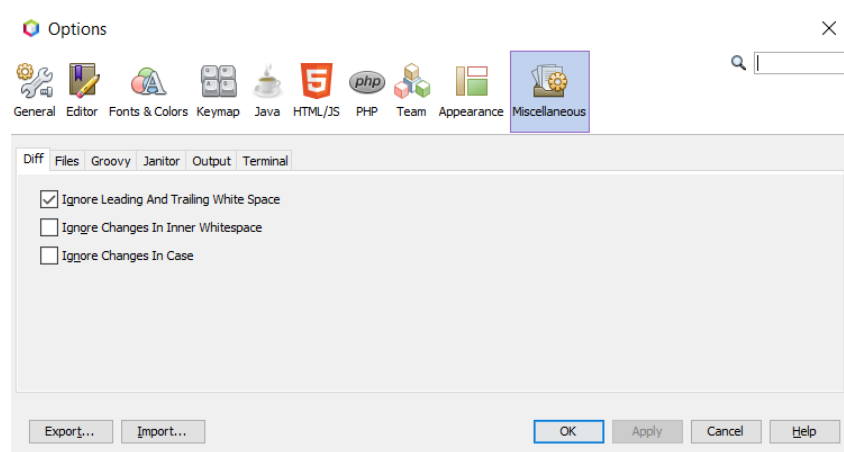 Options
General Editor Fonts & Colors Keymap Java HTML/JS PHP Team Appearance Miscellaneous
Diff Files Groovy Janitor Output Terminal
Ignore Leading And Trailing White Space
Ignore Changes In Inner Whitespace
Ignore Changes In Case
Export... Import... OK Apply Cancel Help